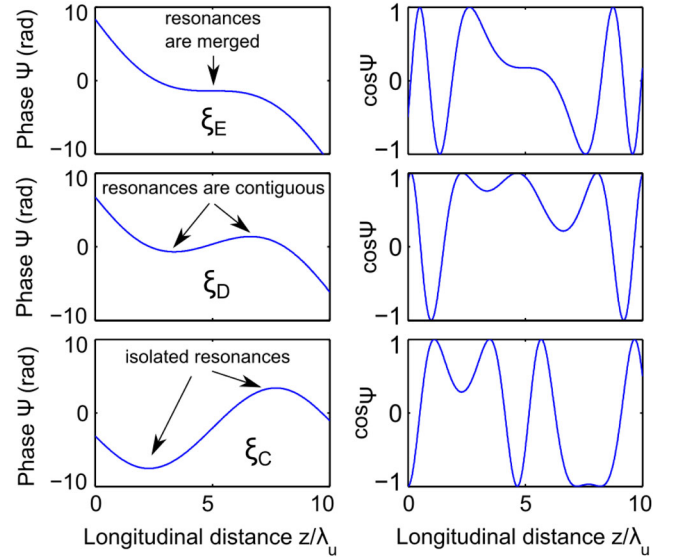 resonances
are merged
Phase Ψ (rad)
10
0
−10
ξE
cosΨ
1
0
−1
resonances are contiguous
Phase Ψ (rad)
10
0
−10
ξD
cosΨ
1
0
−1
isolated resonances
Phase Ψ (rad)
10
0
−10
ξC
cosΨ
1
0
−1
0 5 10
0 5 10
Longitudinal distance z/λu
Longitudinal distance z/λu